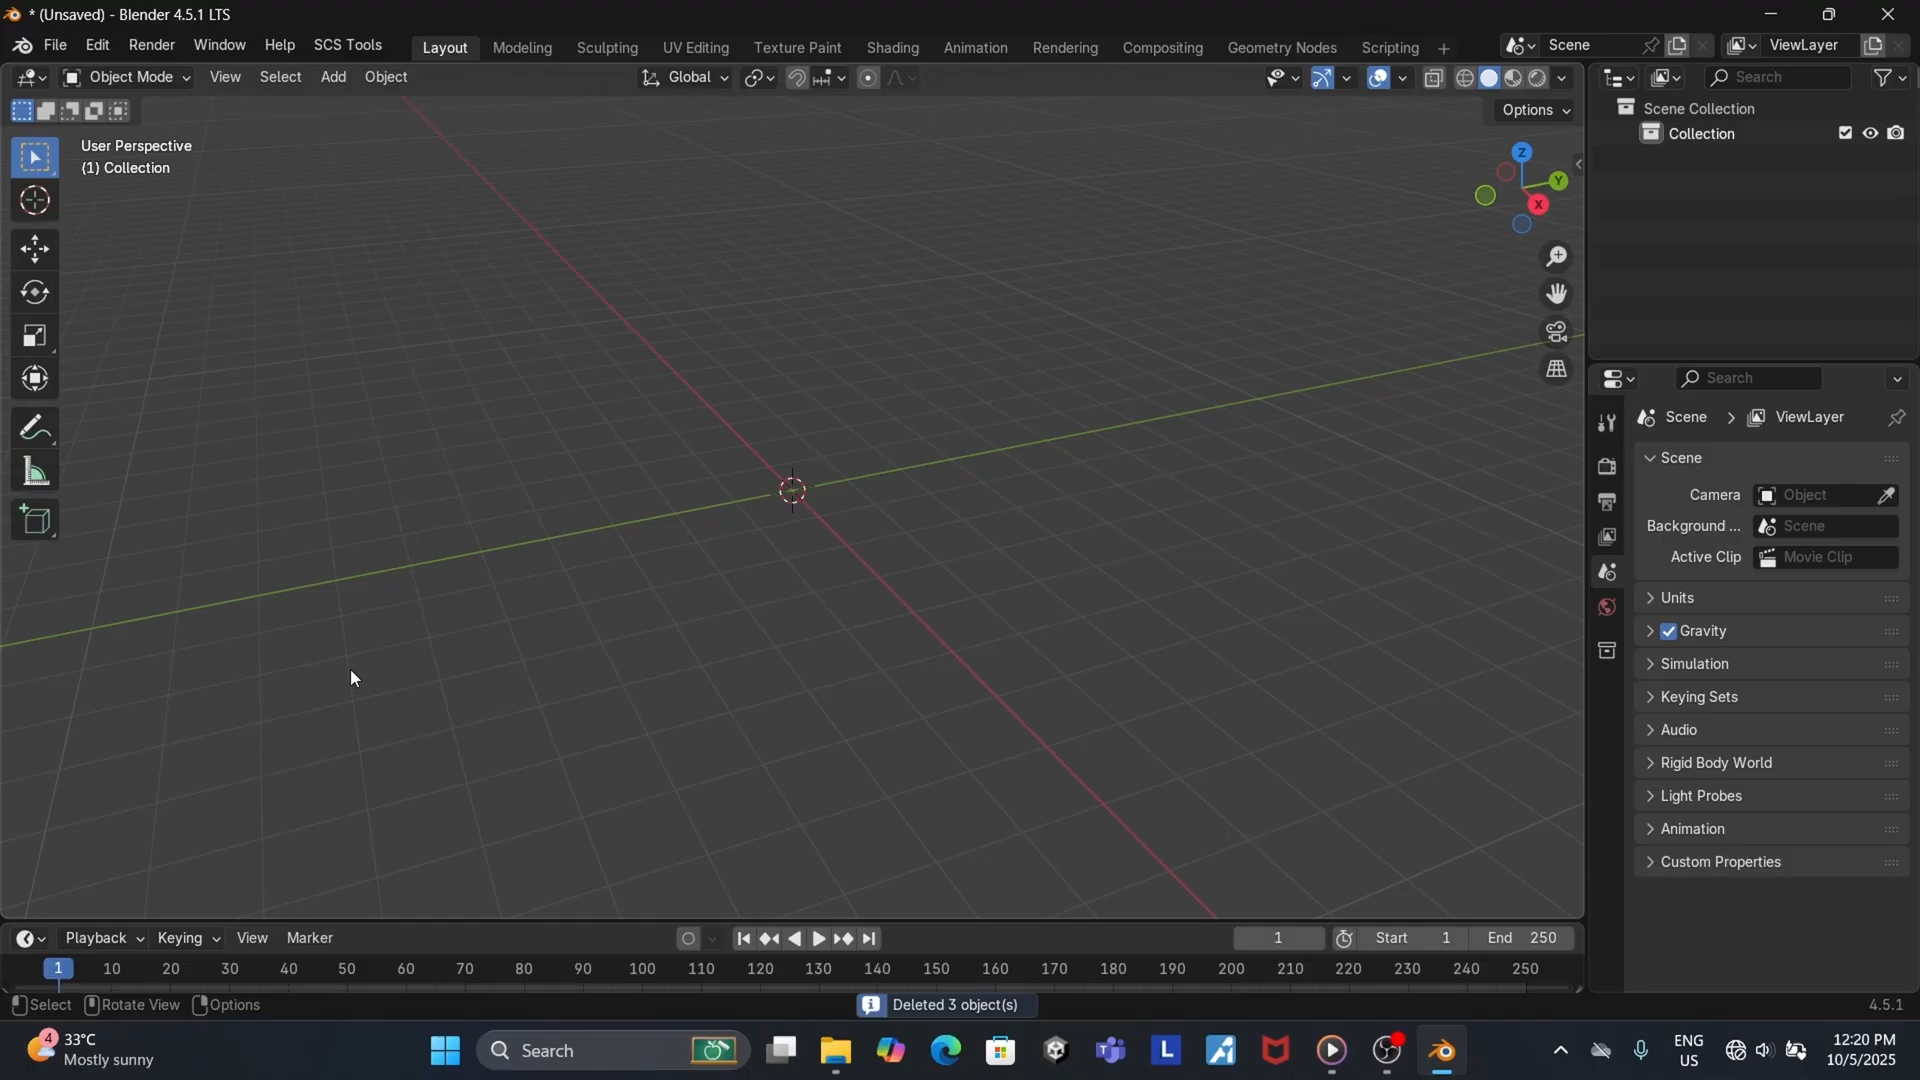 * (Unsaved) - Blender 4.5.1 LTS
File Edit Render Window Help SCS Tools Layout Modeling Sculpting UV Editing Texture Paint Shading Animation Rendering Compositing Geometry Nodes Scripting + Scene ViewLayer
Object Mode View Select Add Object Global Search
Options
Scene Collection
Collection
User Perspective
(1) Collection
Z
Y
X
Search
Scene ViewLayer
Scene
Camera Object
Background ... Scene
Active Clip Movie Clip
Units
Gravity
Simulation
Keying Sets
Audio
Rigid Body World
Light Probes
Animation
Custom Properties
Playback Keying View Marker 1 Start 1 End 250
1 10 20 30 40 50 60 70 80 90 100 110 120 130 140 150 160 170 180 190 200 210 220 230 240 250
Select Rotate View Options Deleted 3 object(s) 4.5.1
4 33°C
Mostly sunny
Search
L
ENG
US
12:20 PM
10/5/2025